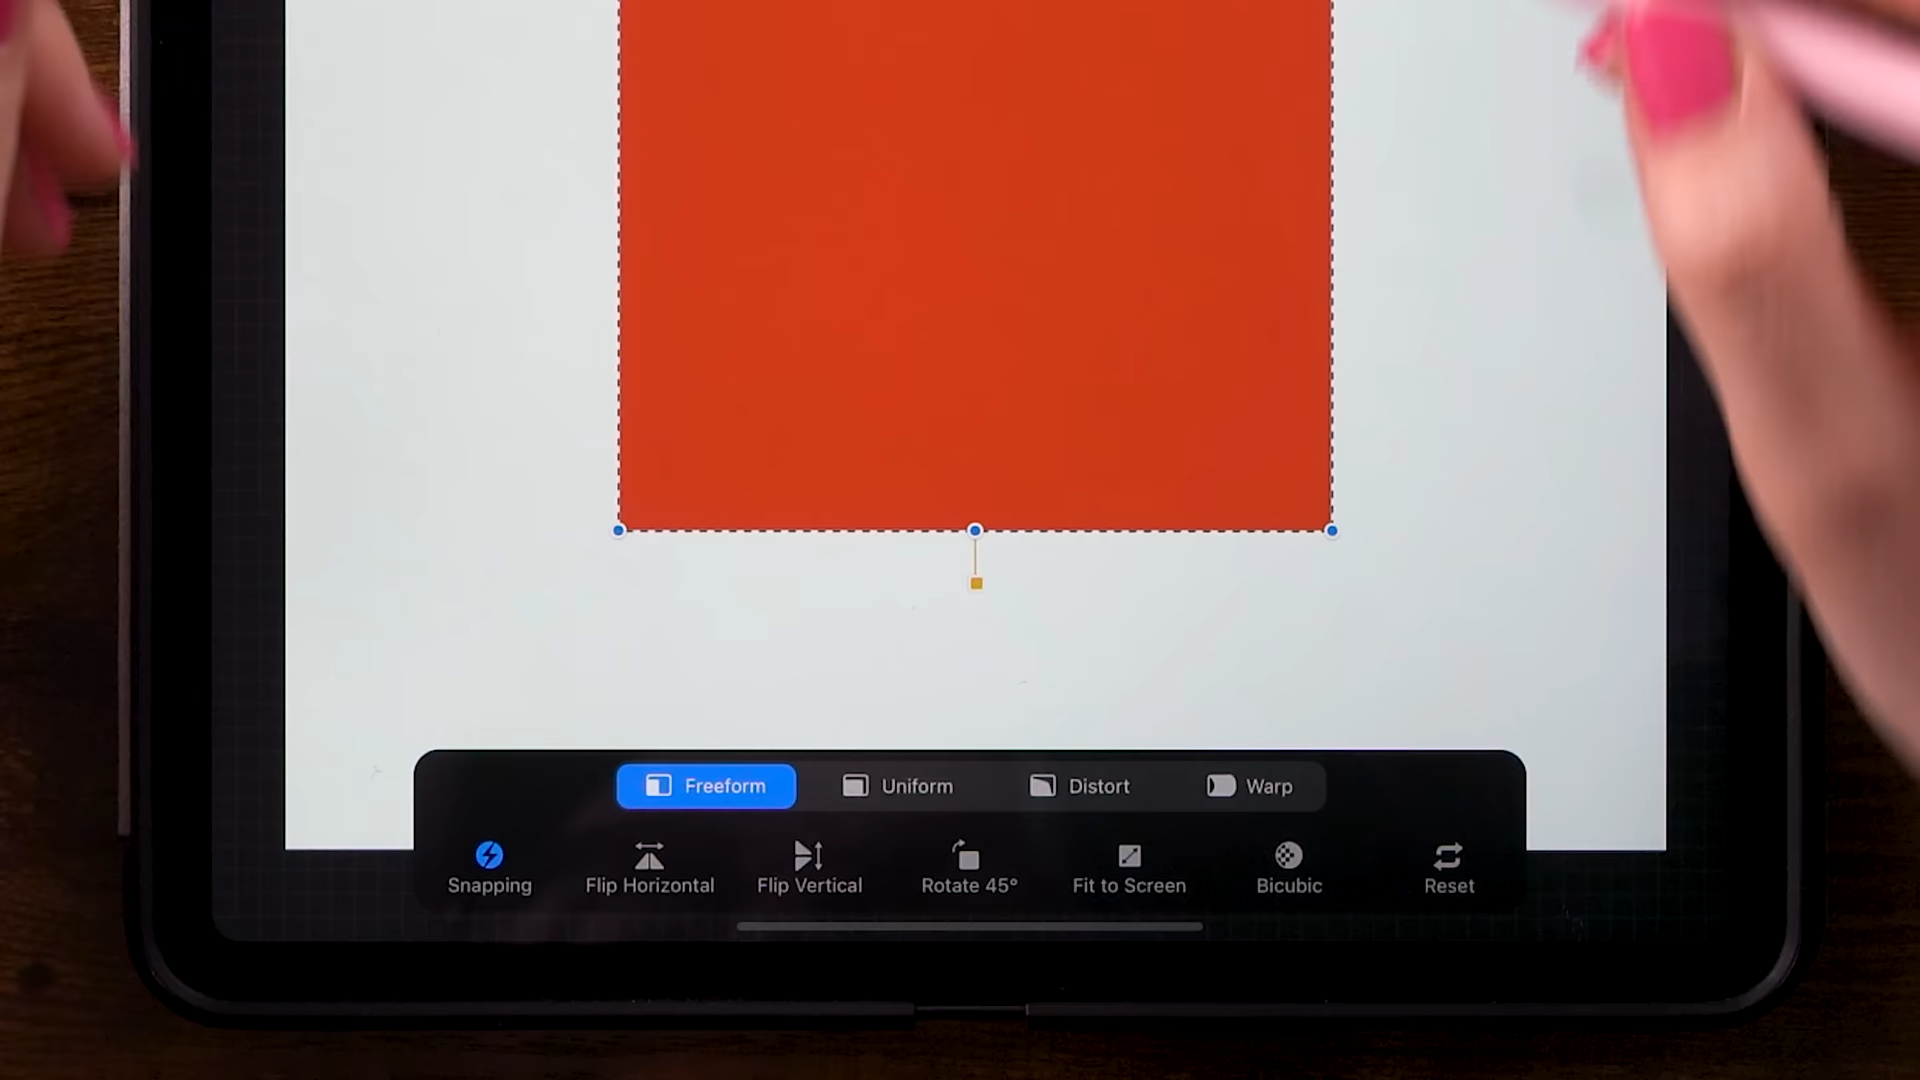 Freeform Uniform Distort Warp
Snapping Flip Horizontal Flip Vertical Rotate 45° Fit to Screen Bicubic Reset